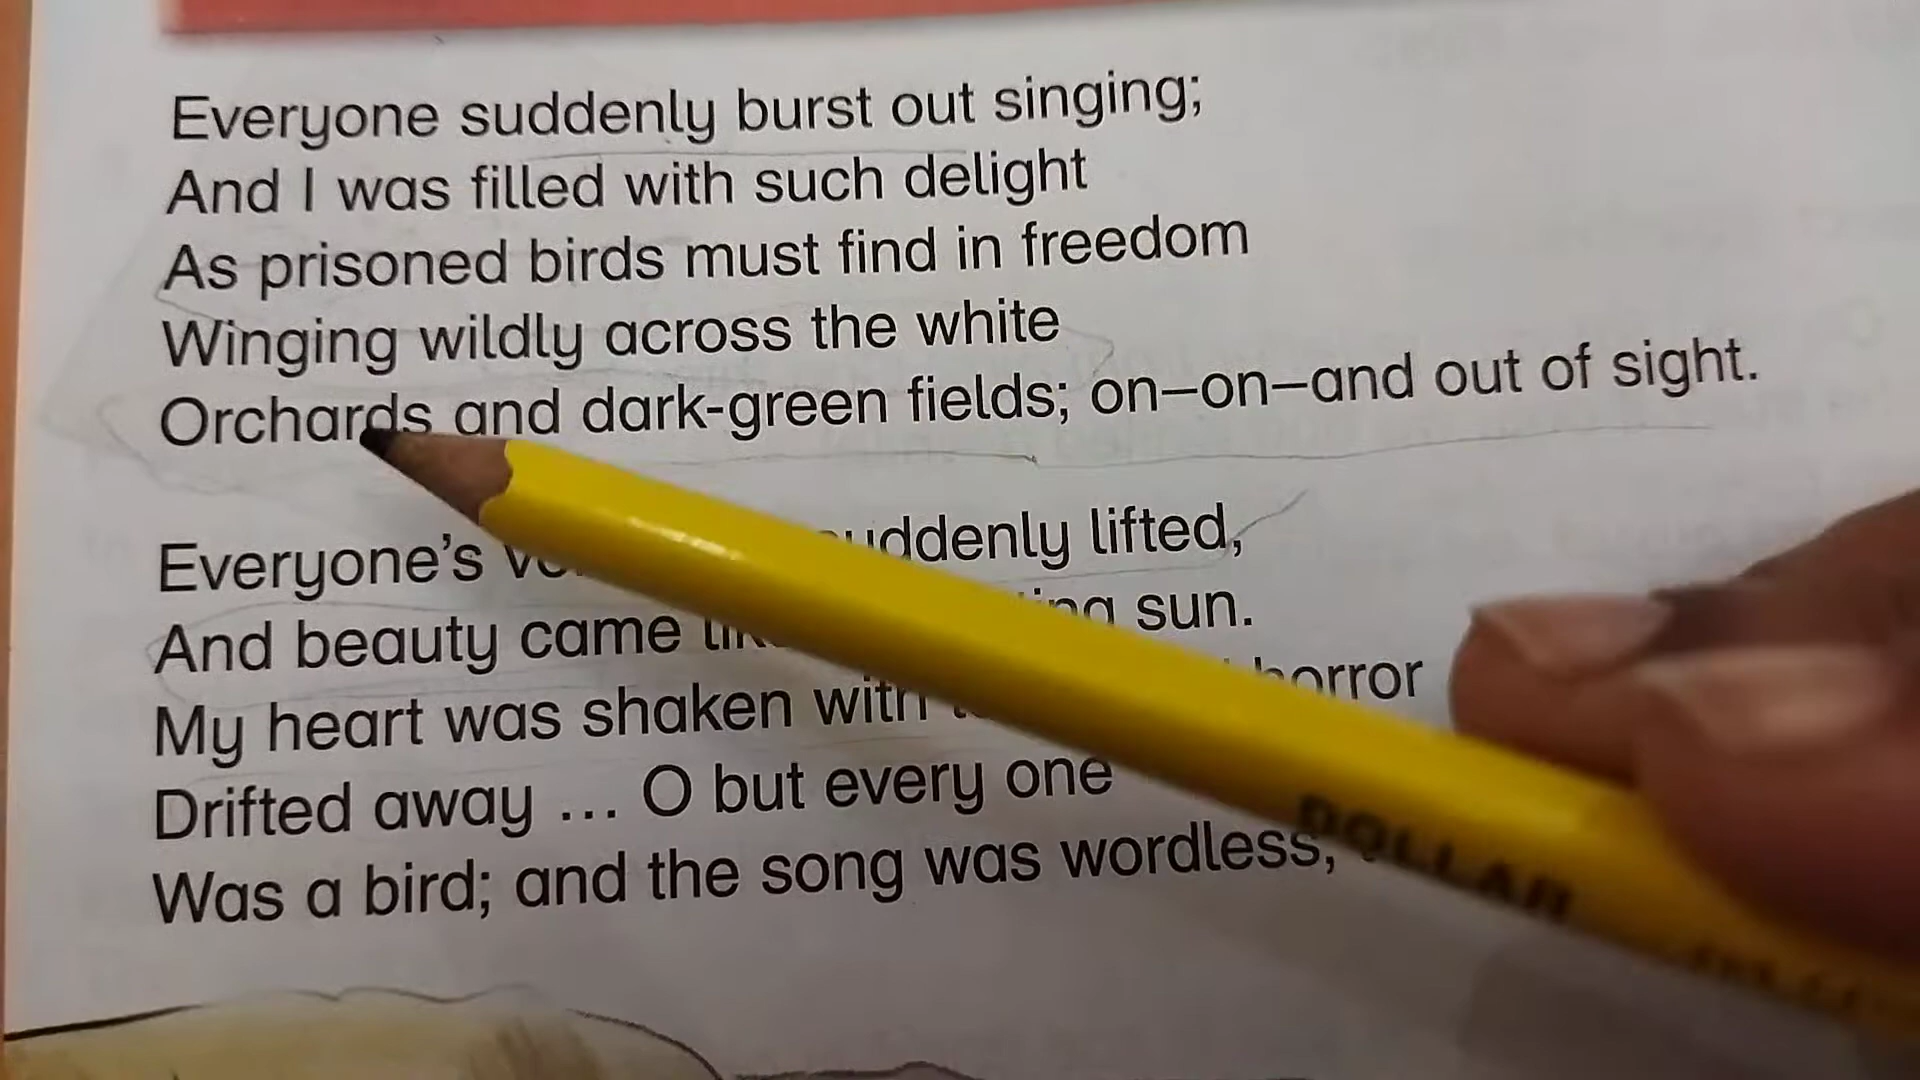 Everyone suddenly burst out singing;
And I was filled with such delight
As prisoned birds must find in freedom
Winging wildly across the white
Orchards and dark-green fields; on–on–and out of sight.
Everyone's suddenly lifted,
And beauty came sun.
My heart was shaken with horror
Drifted away ... O but every one
Was a bird; and the song was wordless,
DOLLAR